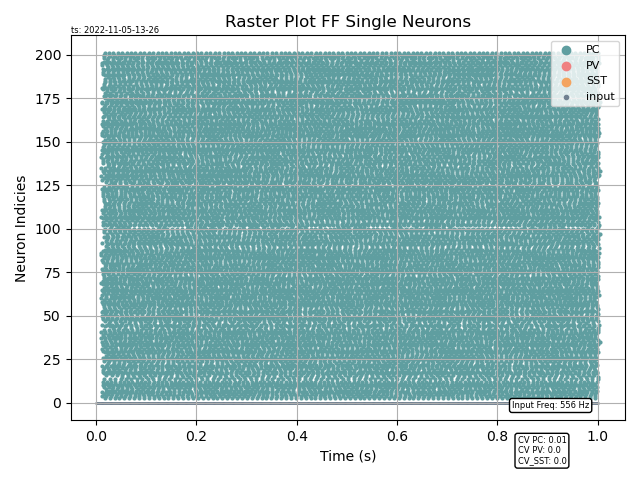 Raster Plot FF Single Neurons
ts: 2022-11-05-13-26
PC
PV
SST
input
200
175
150
125
100
75
50
25
0
Neuron Indicies
Input Freq: 556 Hz
0.0 0.2 0.4 0.6 0.8 1.0
Time (s)
CV PC: 0.01
CV PV: 0.0
CV_SST: 0.0